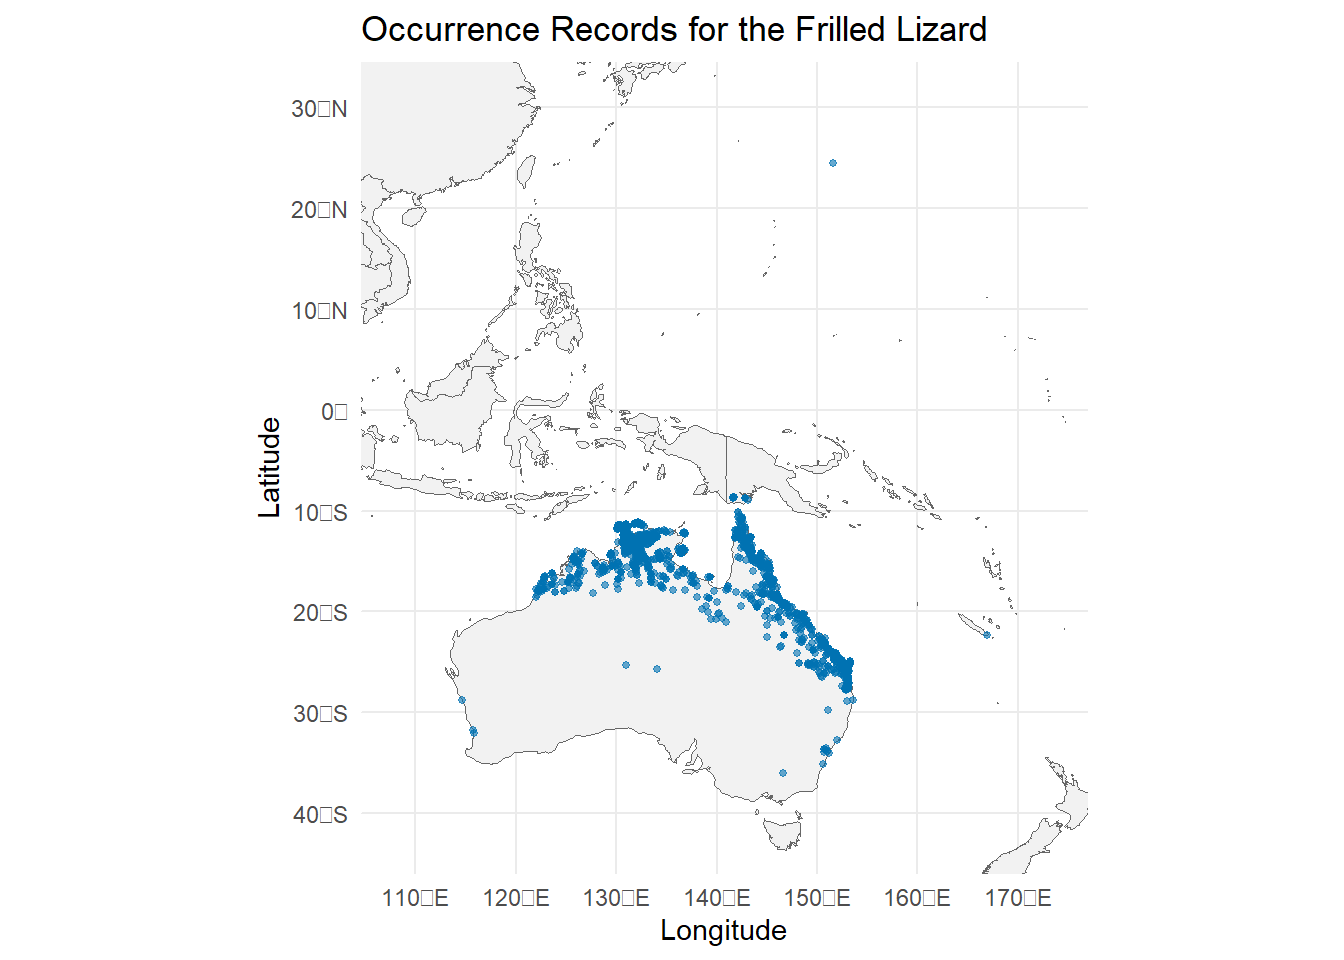 Occurrence Records for the Frilled Lizard
30□N
20□N
10□N
0□
10□S
20□S
30□S
40□S
Latitude
110□E 120□E 130□E 140□E 150□E 160□E 170□E
Longitude